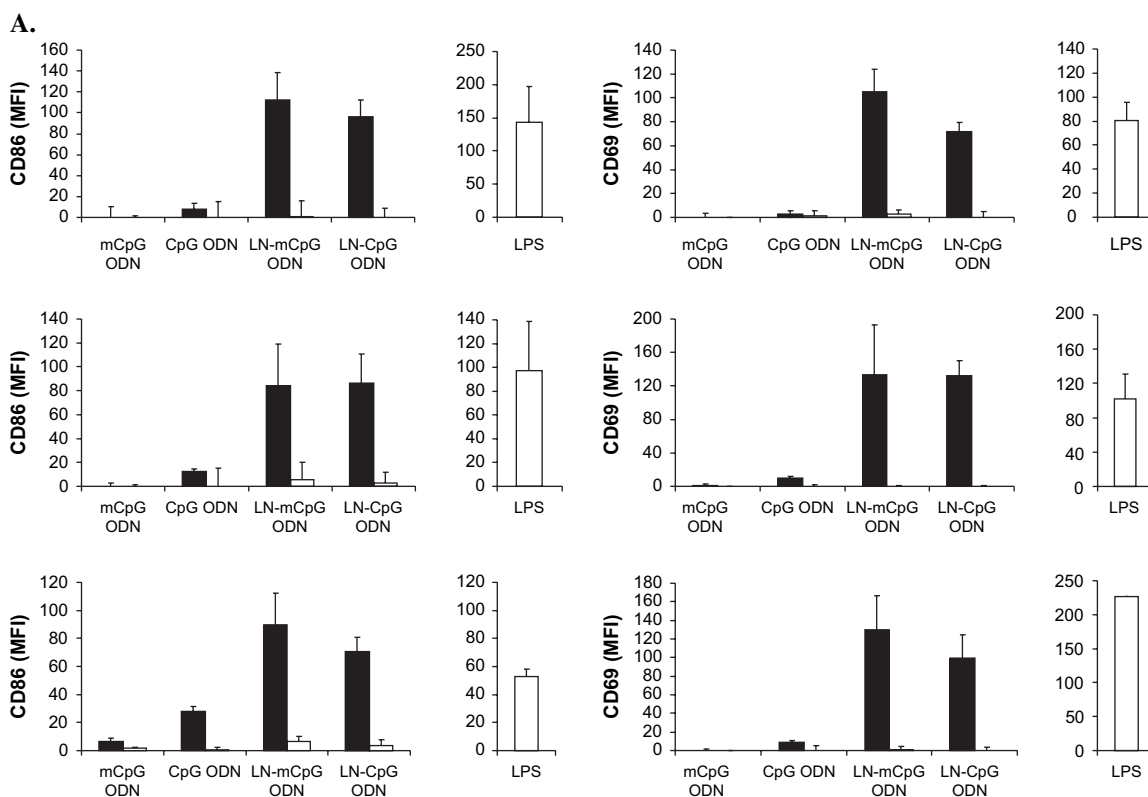 A.
CD86 (MFI)
160
140
120
100
80
60
40
20
0
mCpG
ODN
CpG ODN
LN-mCpG
ODN
LN-CpG
ODN
250
200
150
100
50
0
LPS
CD69 (MFI)
140
120
100
80
60
40
20
0
mCpG
ODN
CpG ODN
LN-mCpG
ODN
LN-CpG
ODN
140
120
100
80
60
40
20
0
LPS
CD86 (MFI)
140
120
100
80
60
40
20
0
mCpG
ODN
CpG ODN
LN-mCpG
ODN
LN-CpG
ODN
140
120
100
80
60
40
20
0
LPS
CD69 (MFI)
200
160
120
80
40
0
mCpG
ODN
CpG ODN
LN-mCpG
ODN
LN-CpG
ODN
200
160
120
80
40
0
LPS
CD86 (MFI)
120
100
80
60
40
20
0
mCpG
ODN
CpG ODN
LN-mCpG
ODN
LN-CpG
ODN
120
100
80
60
40
20
0
LPS
CD69 (MFI)
180
160
140
120
100
80
60
40
20
0
mCpG
ODN
CpG ODN
LN-mCpG
ODN
LN-CpG
ODN
250
200
150
100
50
0
LPS